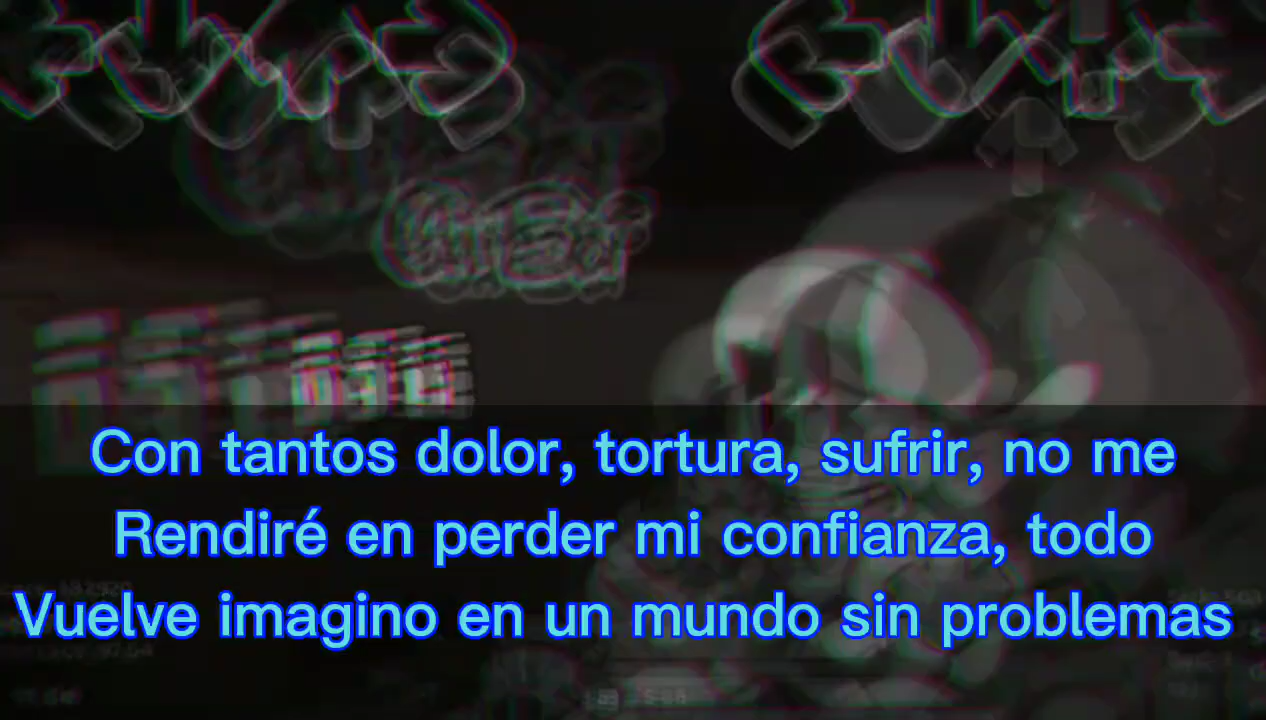 Con tantos dolor, tortura, sufrir, no me
Rendiré en perder mi confianza, todo
Vuelve imagino en un mundo sin problemas